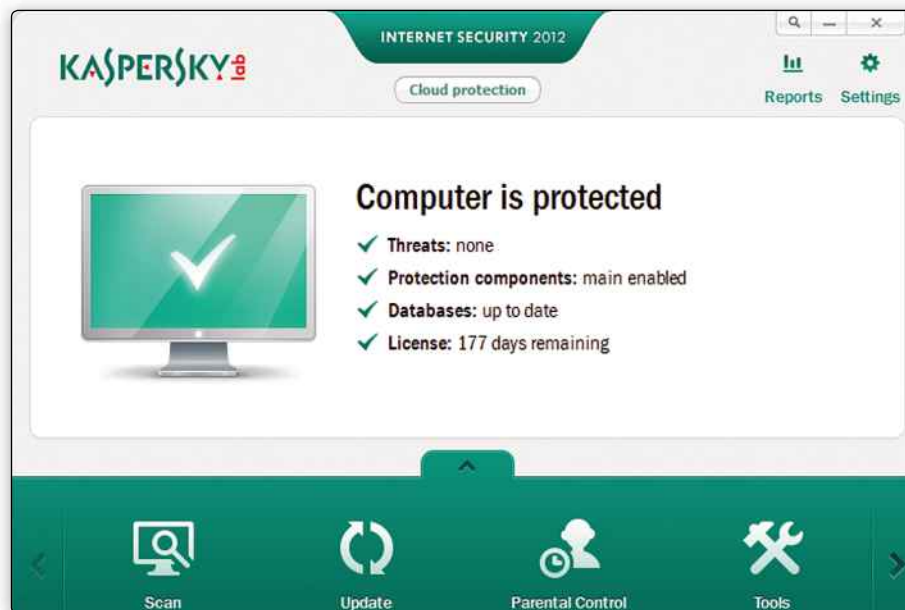 INTERNET SECURITY 2012
KASPERSKY lab
Cloud protection
Reports
Settings
Computer is protected
Threats: none
Protection components: main enabled
Databases: up to date
License: 177 days remaining
Scan
Update
Parental Control
Tools